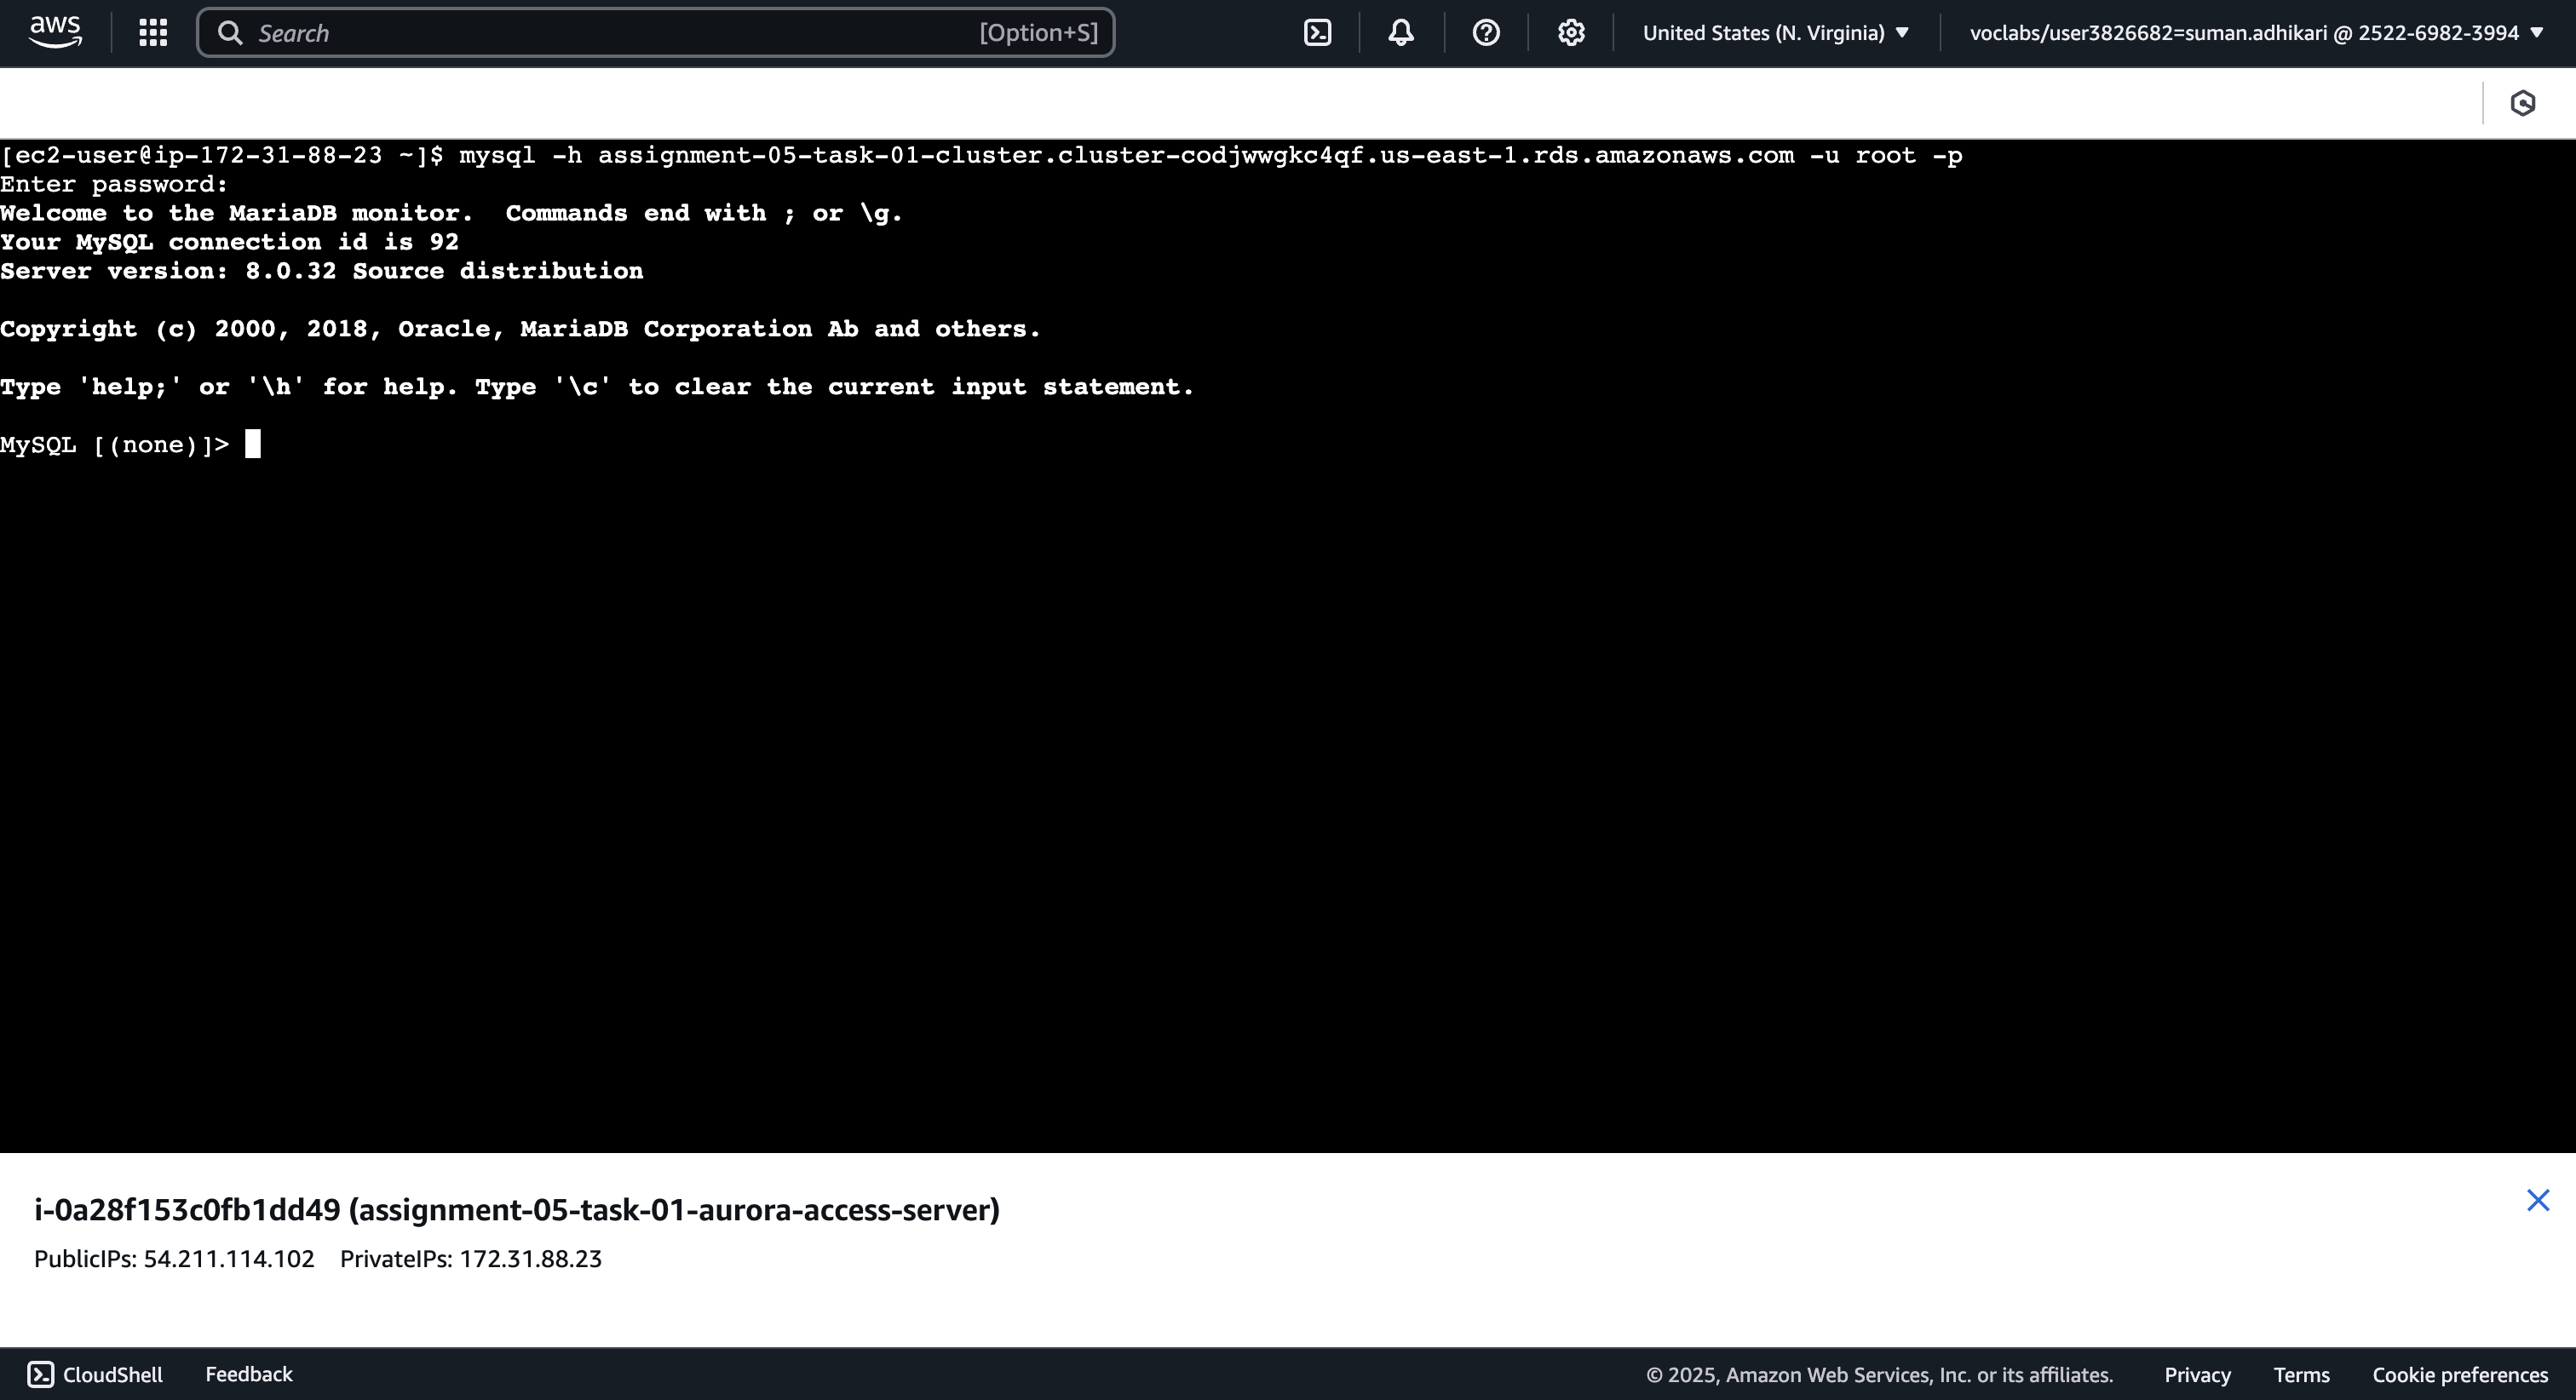 aws
Search [Option+S]
United States (N. Virginia)
voclabs/user3826682=suman.adhikari @ 2522-6982-3994
[ec2-user@ip-172-31-88-23 ~]$ mysql -h assignment-05-task-01-cluster.cluster-codjwwgkc4qf.us-east-1.rds.amazonaws.com -u root -p
Enter password:
Welcome to the MariaDB monitor.  Commands end with ; or \g.
Your MySQL connection id is 92
Server version: 8.0.32 Source distribution
Copyright (c) 2000, 2018, Oracle, MariaDB Corporation Ab and others.
Type 'help;' or '\h' for help. Type '\c' to clear the current input statement.
MySQL [(none)]>
i-0a28f153c0fb1dd49 (assignment-05-task-01-aurora-access-server)
PublicIPs: 54.211.114.102 PrivateIPs: 172.31.88.23
CloudShell Feedback © 2025, Amazon Web Services, Inc. or its affiliates. Privacy Terms Cookie preferences